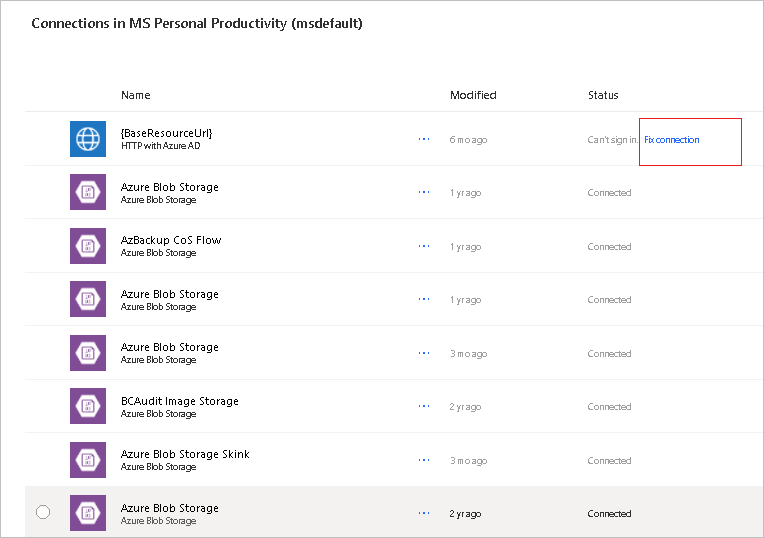 Connections in MS Personal Productivity (msdefault)
Name Modified Status
{BaseResourceUrl}
HTTP with Azure AD
··· 6 mo ago Can't sign in. Fix connection
Azure Blob Storage
Azure Blob Storage
··· 1 yr ago Connected
AzBackup CoS Flow
Azure Blob Storage
··· 1 yr ago Connected
Azure Blob Storage
Azure Blob Storage
··· 1 yr ago Connected
Azure Blob Storage
Azure Blob Storage
··· 3 mo ago Connected
BCAudit Image Storage
Azure Blob Storage
··· 2 yr ago Connected
Azure Blob Storage Skink
Azure Blob Storage
··· 3 mo ago Connected
Azure Blob Storage
Azure Blob Storage
··· 2 yr ago Connected